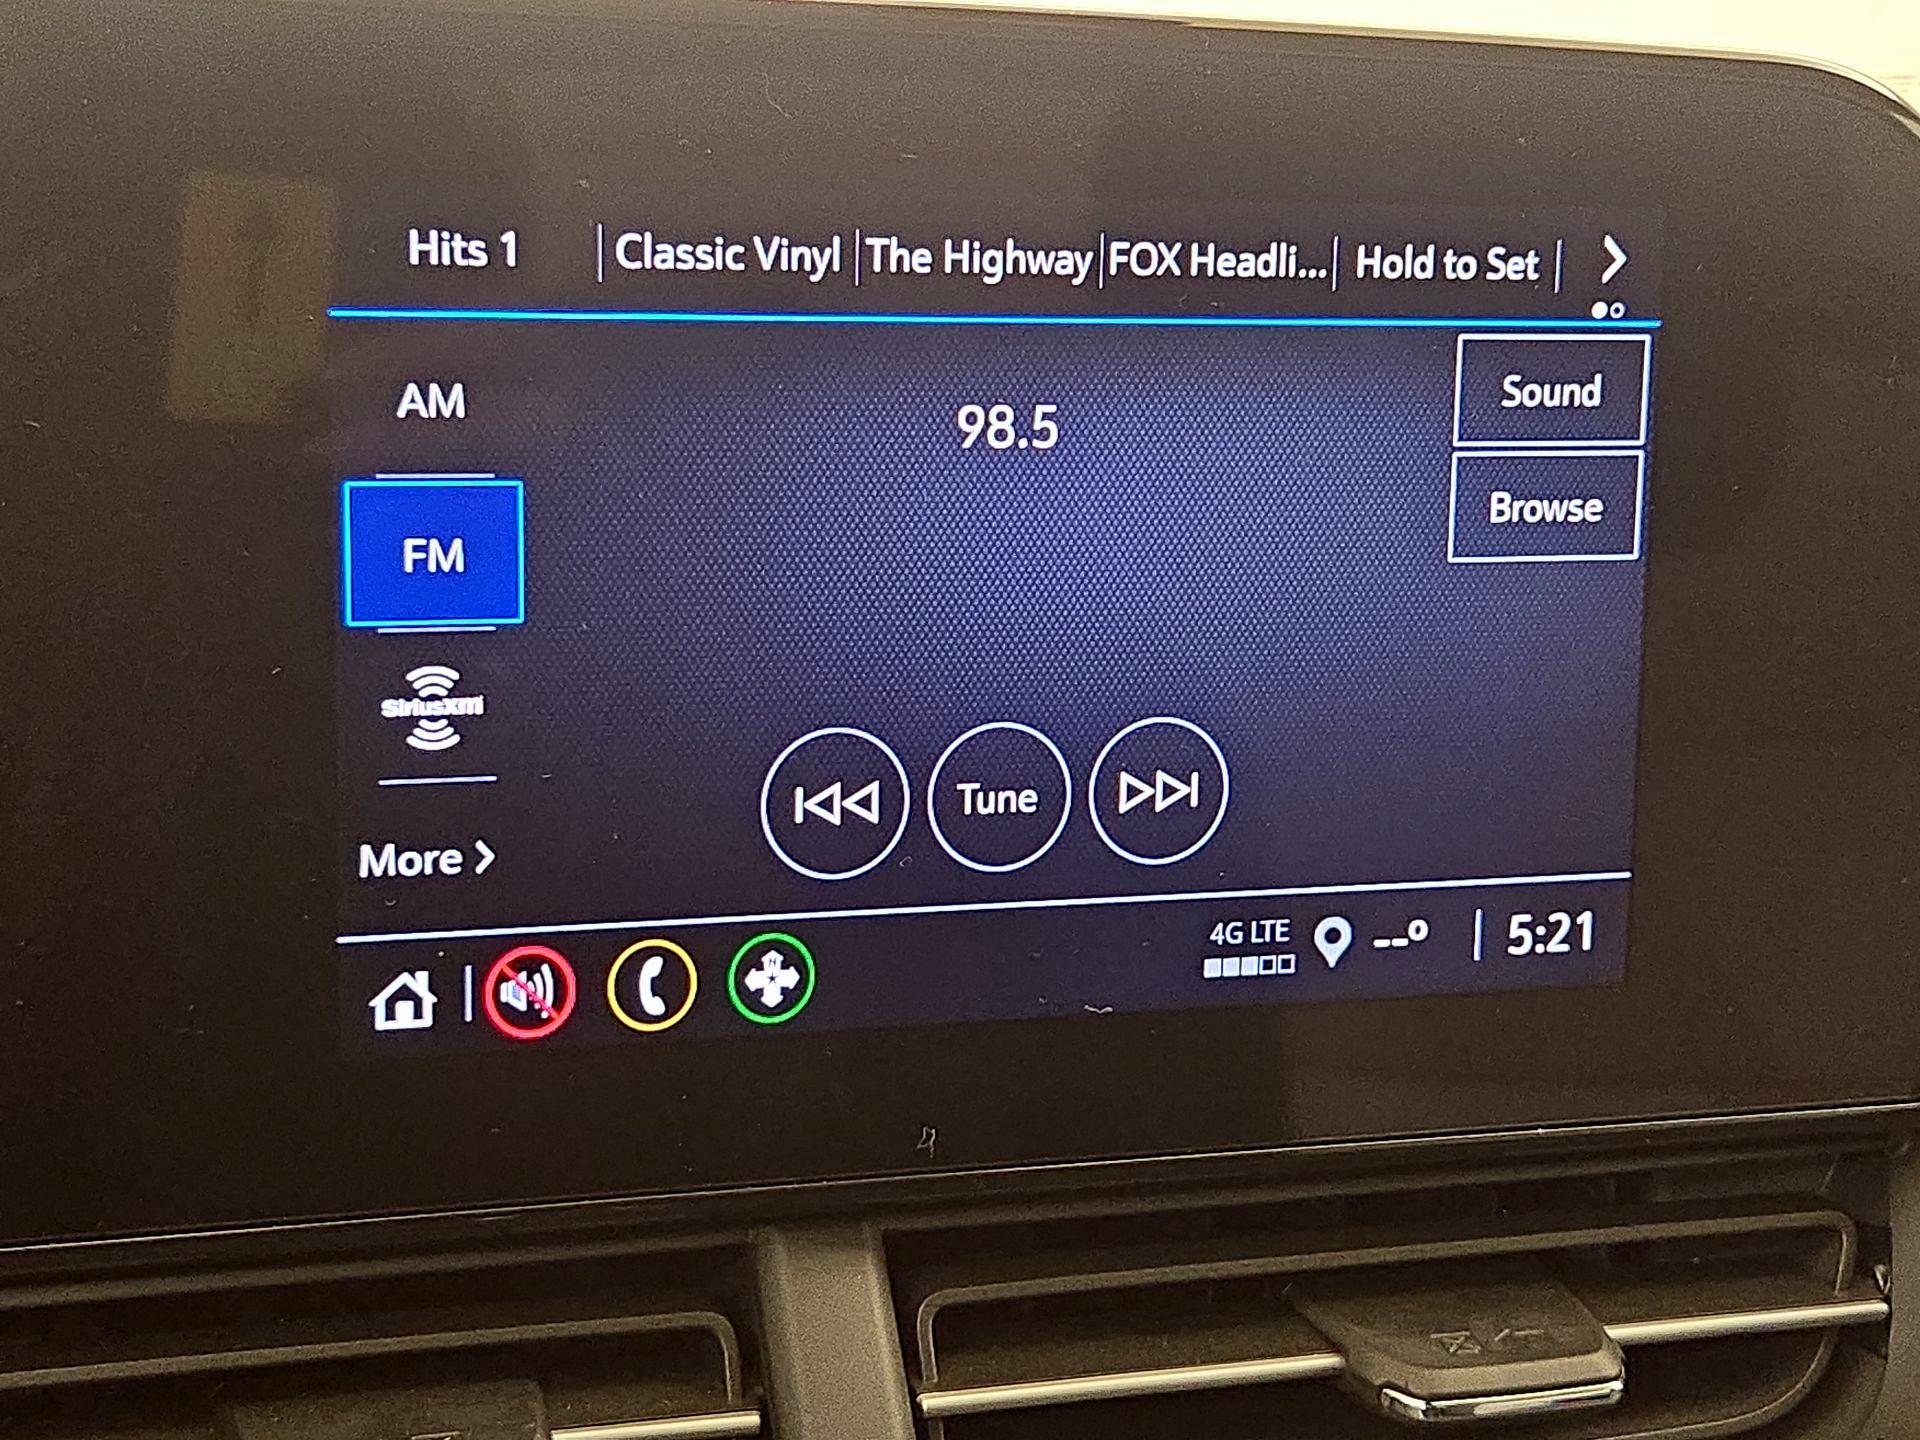 Hits 1 Classic Vinyl The Highway FOX Headli... Hold to Set
AM
98.5
Sound
FM
Browse
SiriusXM
Tune
More
4G LTE
--° 5:21